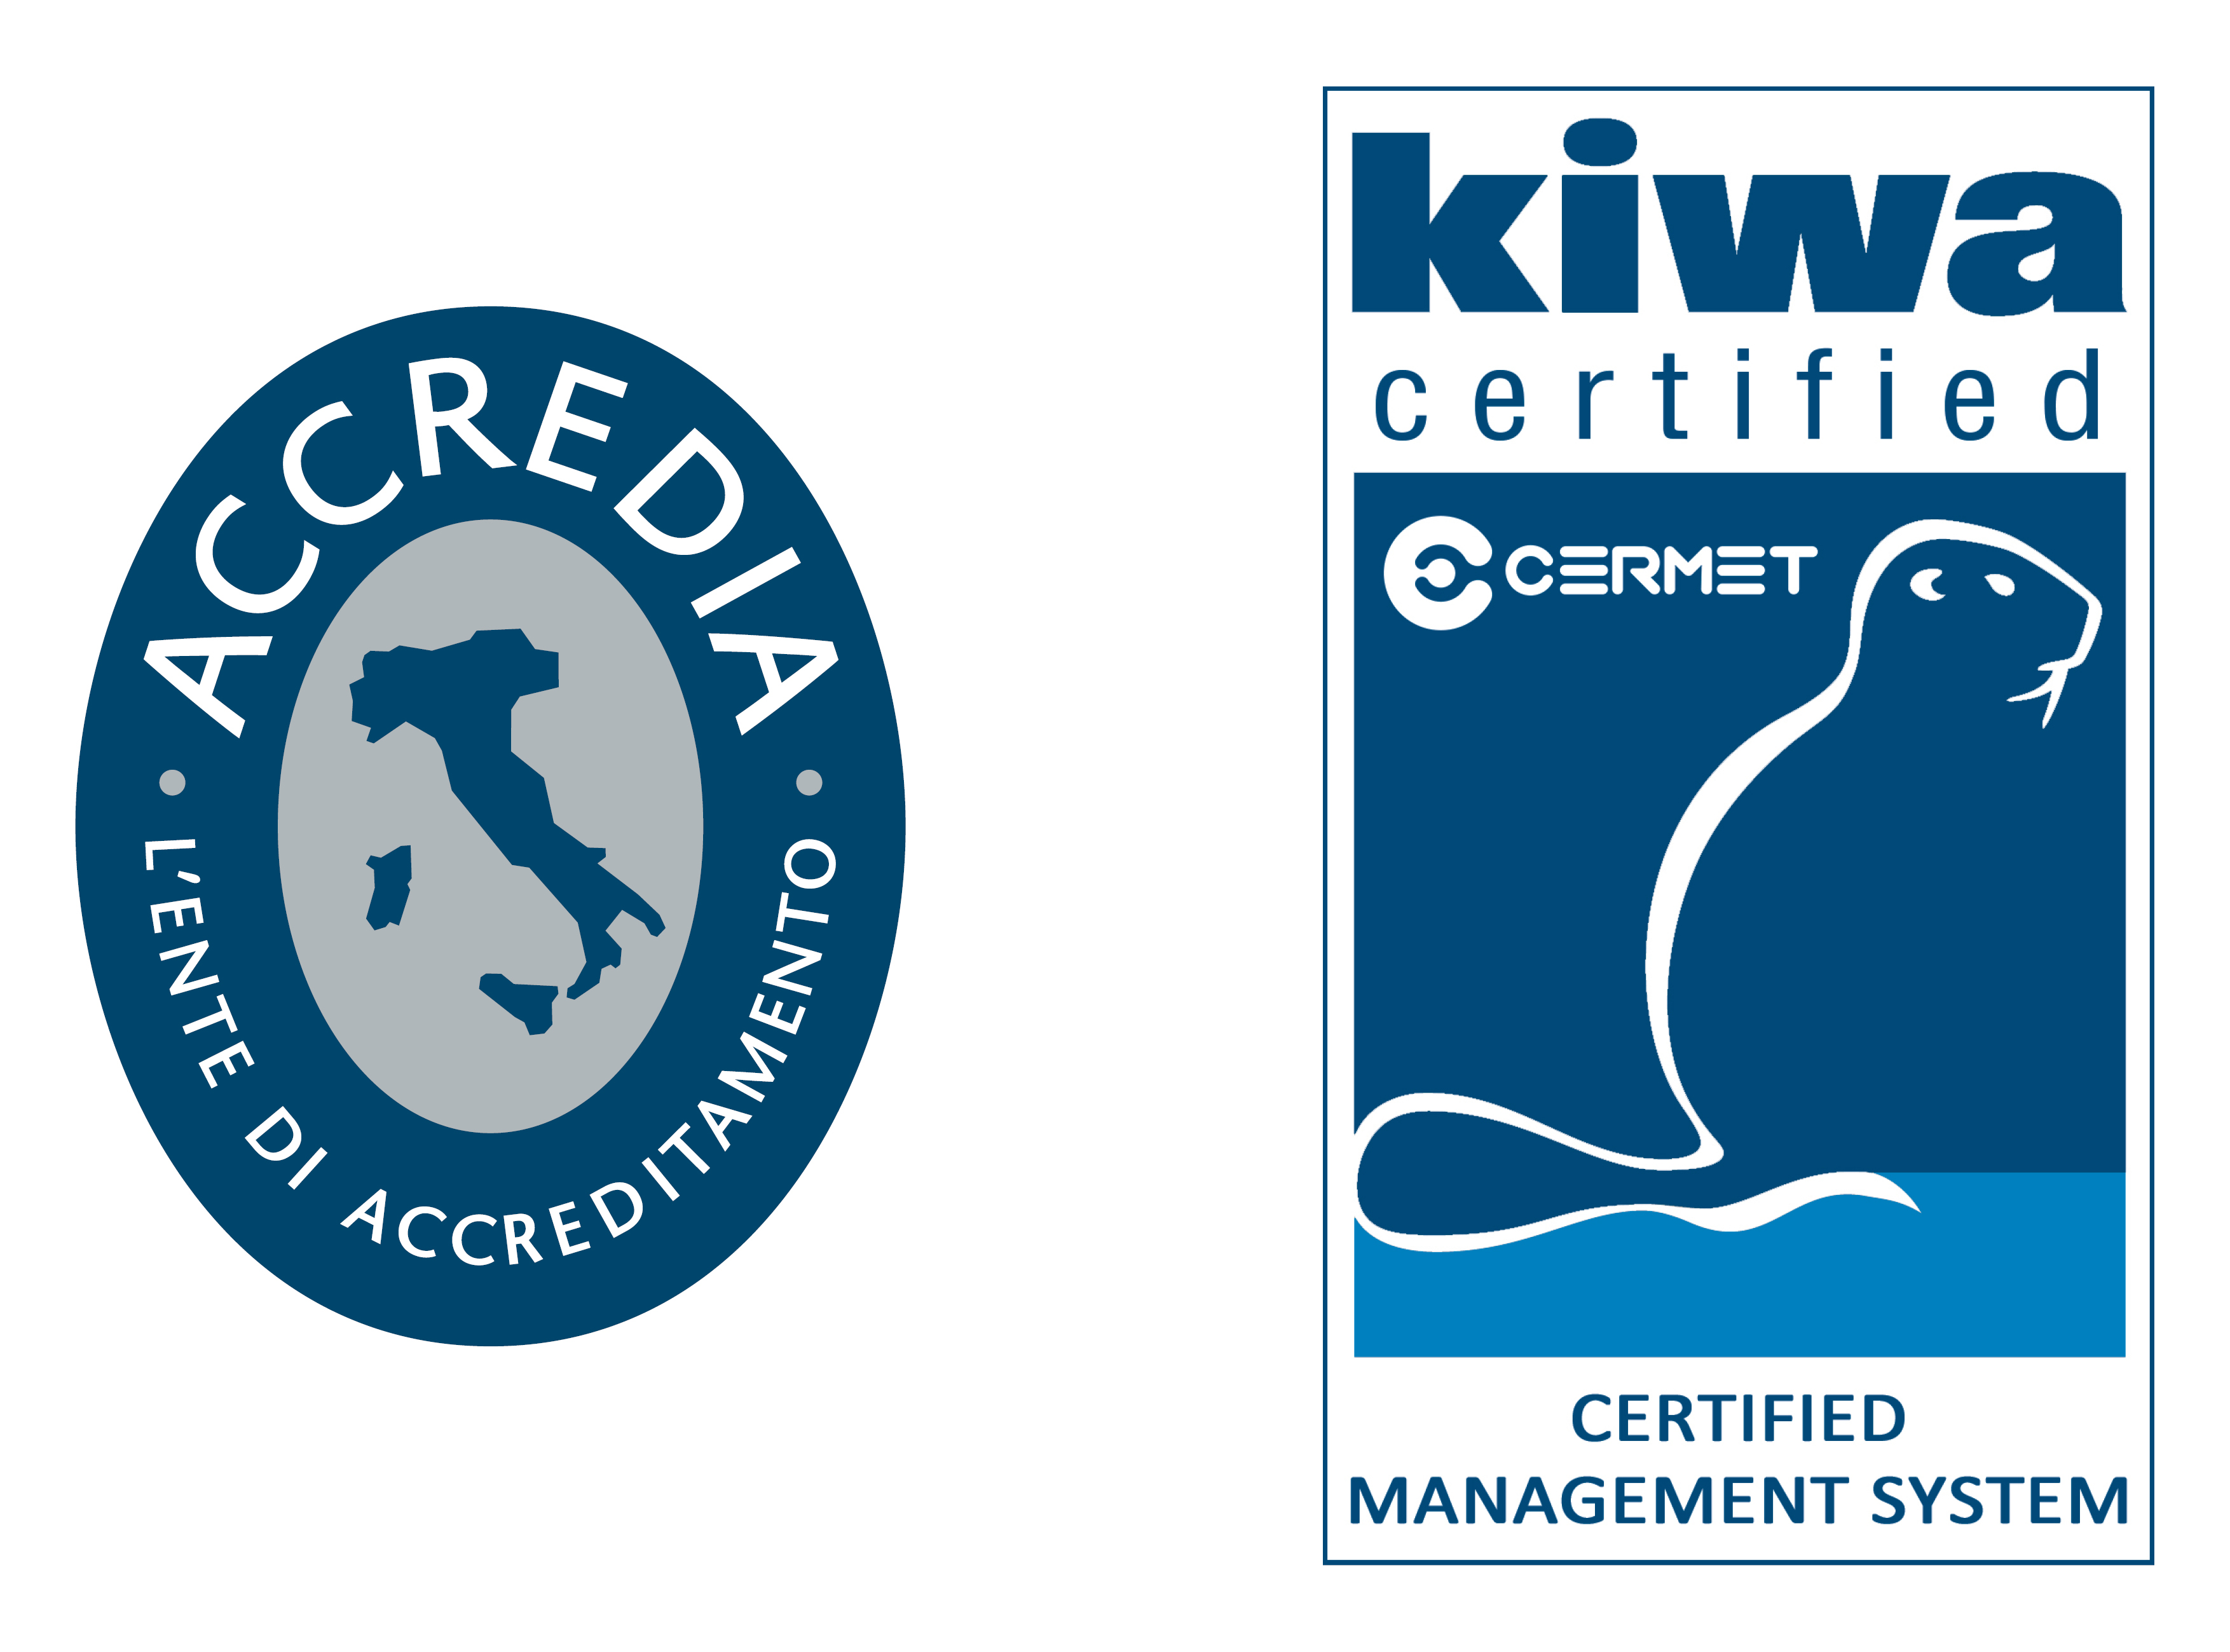 ACCREDIA
L'ENTE DI ACCREDITAMENTO
kiwa
certified
CERMET
CERTIFIED
MANAGEMENT SYSTEM